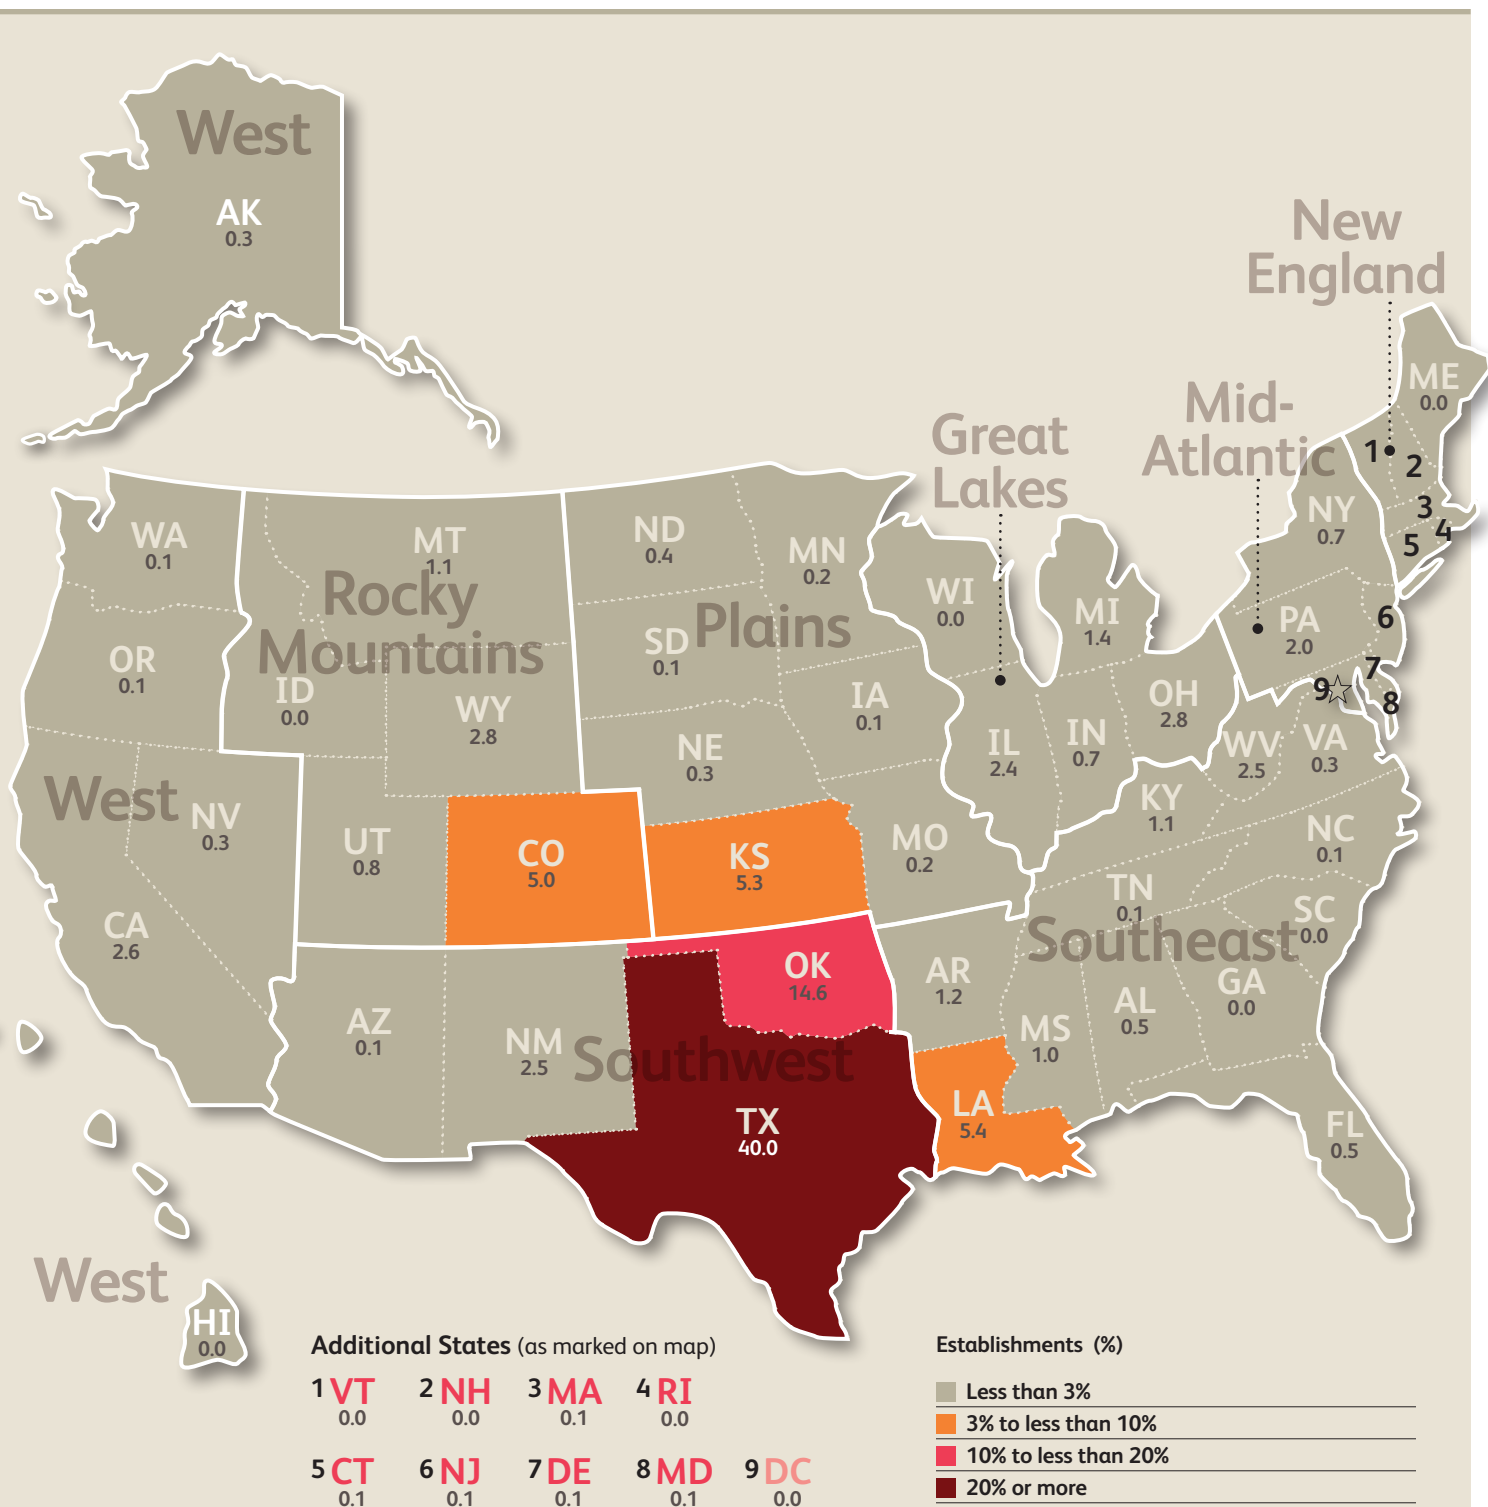 West
AK
0.3
New
England
ME
0.0
Mid-
Atlantic
Great
Lakes
1
2
3
4
5
NY
0.7
WA
0.1
MT
1.1
ND
0.4
MN
0.2
WI
0.0
MI
1.4
Rocky
Mountains
Plains
PA
2.0
6
7
8
9
OR
0.1
ID
0.0
WY
2.8
SD
0.1
IA
0.1
NE
0.3
IL
2.4
IN
0.7
OH
2.8
WV
2.5
VA
0.3
West
NV
0.3
UT
0.8
CO
5.0
KS
5.3
MO
0.2
KY
1.1
NC
0.1
TN
0.1
SC
0.0
CA
2.6
Southeast
AZ
0.1
NM
2.5
OK
14.6
AR
1.2
MS
1.0
AL
0.5
GA
0.0
Southwest
TX
40.0
LA
5.4
FL
0.5
West
HI
0.0
Additional States (as marked on map)
1 VT 2 NH 3 MA 4 RI
0.0 0.0 0.1 0.0
5 CT 6 NJ 7 DE 8 MD 9 DC
0.1 0.1 0.1 0.1 0.0
Establishments (%)
Less than 3%
3% to less than 10%
10% to less than 20%
20% or more